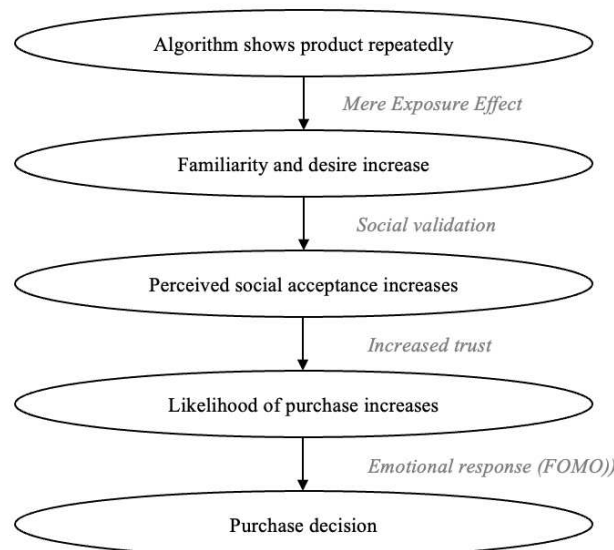 Algorithm shows product repeatedly
Mere Exposure Effect
Familiarity and desire increase
Social validation
Perceived social acceptance increases
Increased trust
Likelihood of purchase increases
Emotional response (FOMO))
Purchase decision